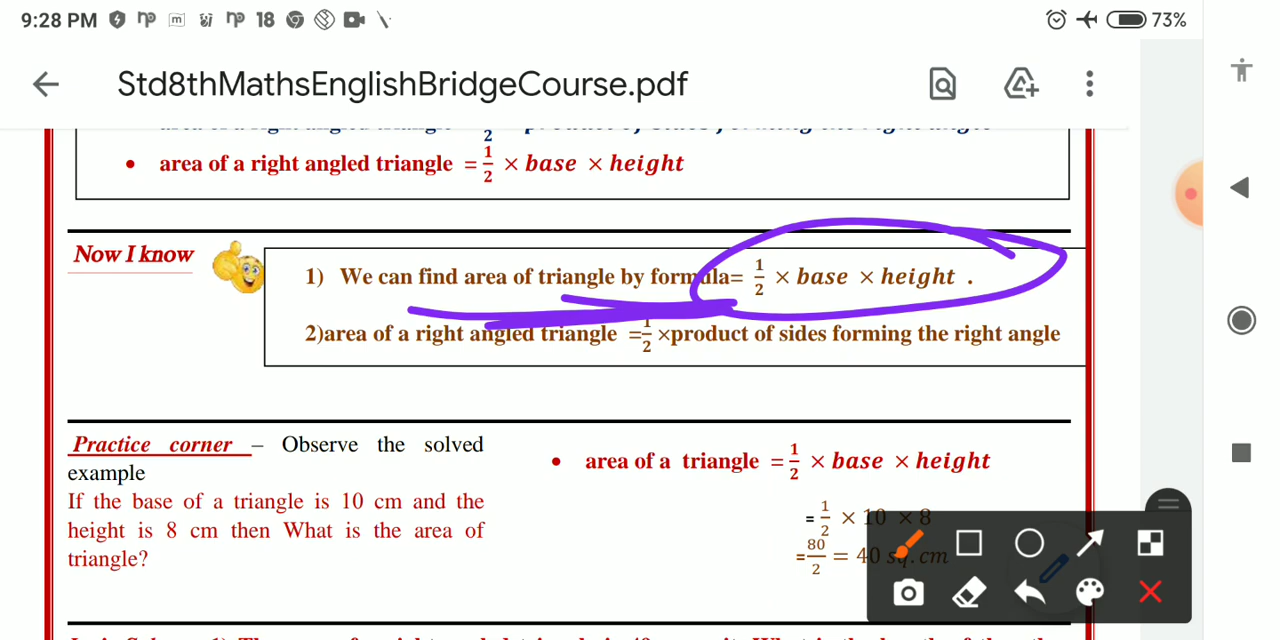 9:28 PM 18 73%
Std8thMathsEnglishBridgeCourse.pdf
• area of a right angled triangle = 1/2 × base × height
Now I know
1) We can find area of triangle by formula= 1/2 × base × height .
2)area of a right angled triangle =1/2 ×product of sides forming the right angle
Practice corner – Observe the solved
example
If the base of a triangle is 10 cm and the
height is 8 cm then What is the area of
triangle?
• area of a triangle = 1/2 × base × height
= 1/2 × 10 × 8
= 80/2 = 40 sq.cm